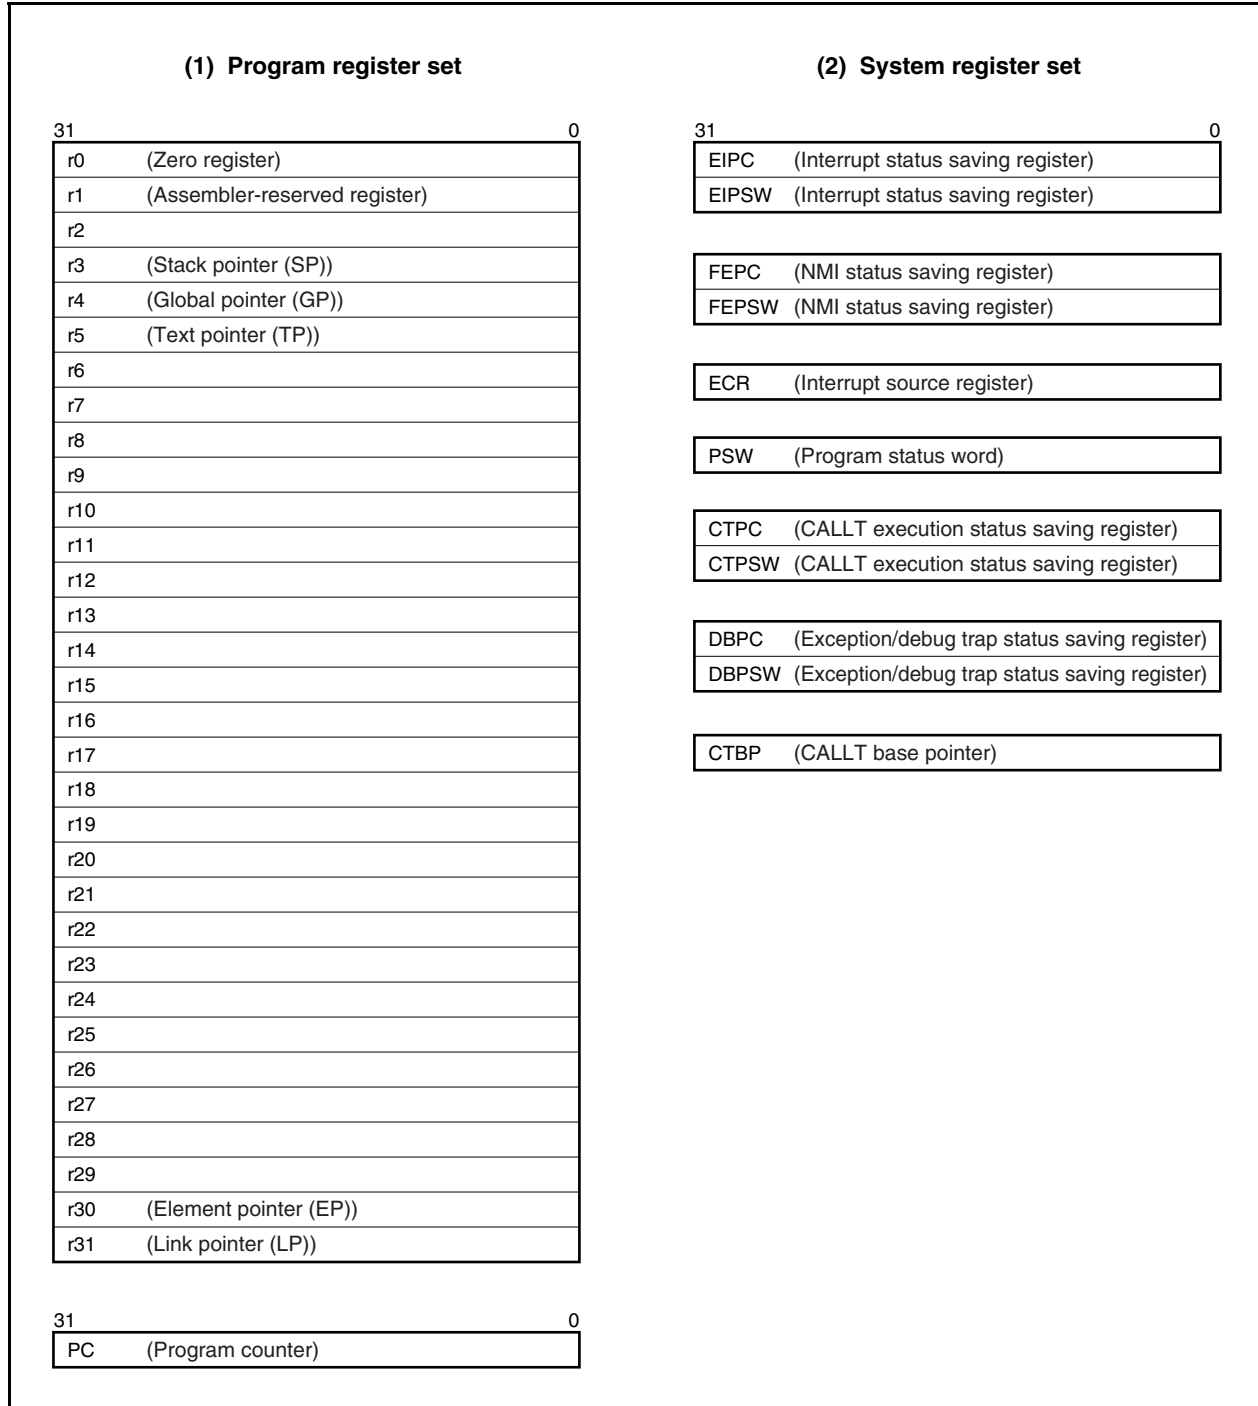 (1) Program register set
31 0
r0 (Zero register)
r1 (Assembler-reserved register)
r2
r3 (Stack pointer (SP))
r4 (Global pointer (GP))
r5 (Text pointer (TP))
r6
r7
r8
r9
r10
r11
r12
r13
r14
r15
r16
r17
r18
r19
r20
r21
r22
r23
r24
r25
r26
r27
r28
r29
r30 (Element pointer (EP))
r31 (Link pointer (LP))
31 0
PC (Program counter)
(2) System register set
31 0
EIPC (Interrupt status saving register)
EIPSW (Interrupt status saving register)
FEPC (NMI status saving register)
FEPSW (NMI status saving register)
ECR (Interrupt source register)
PSW (Program status word)
CTPC (CALLT execution status saving register)
CTPSW (CALLT execution status saving register)
DBPC (Exception/debug trap status saving register)
DBPSW (Exception/debug trap status saving register)
CTBP (CALLT base pointer)